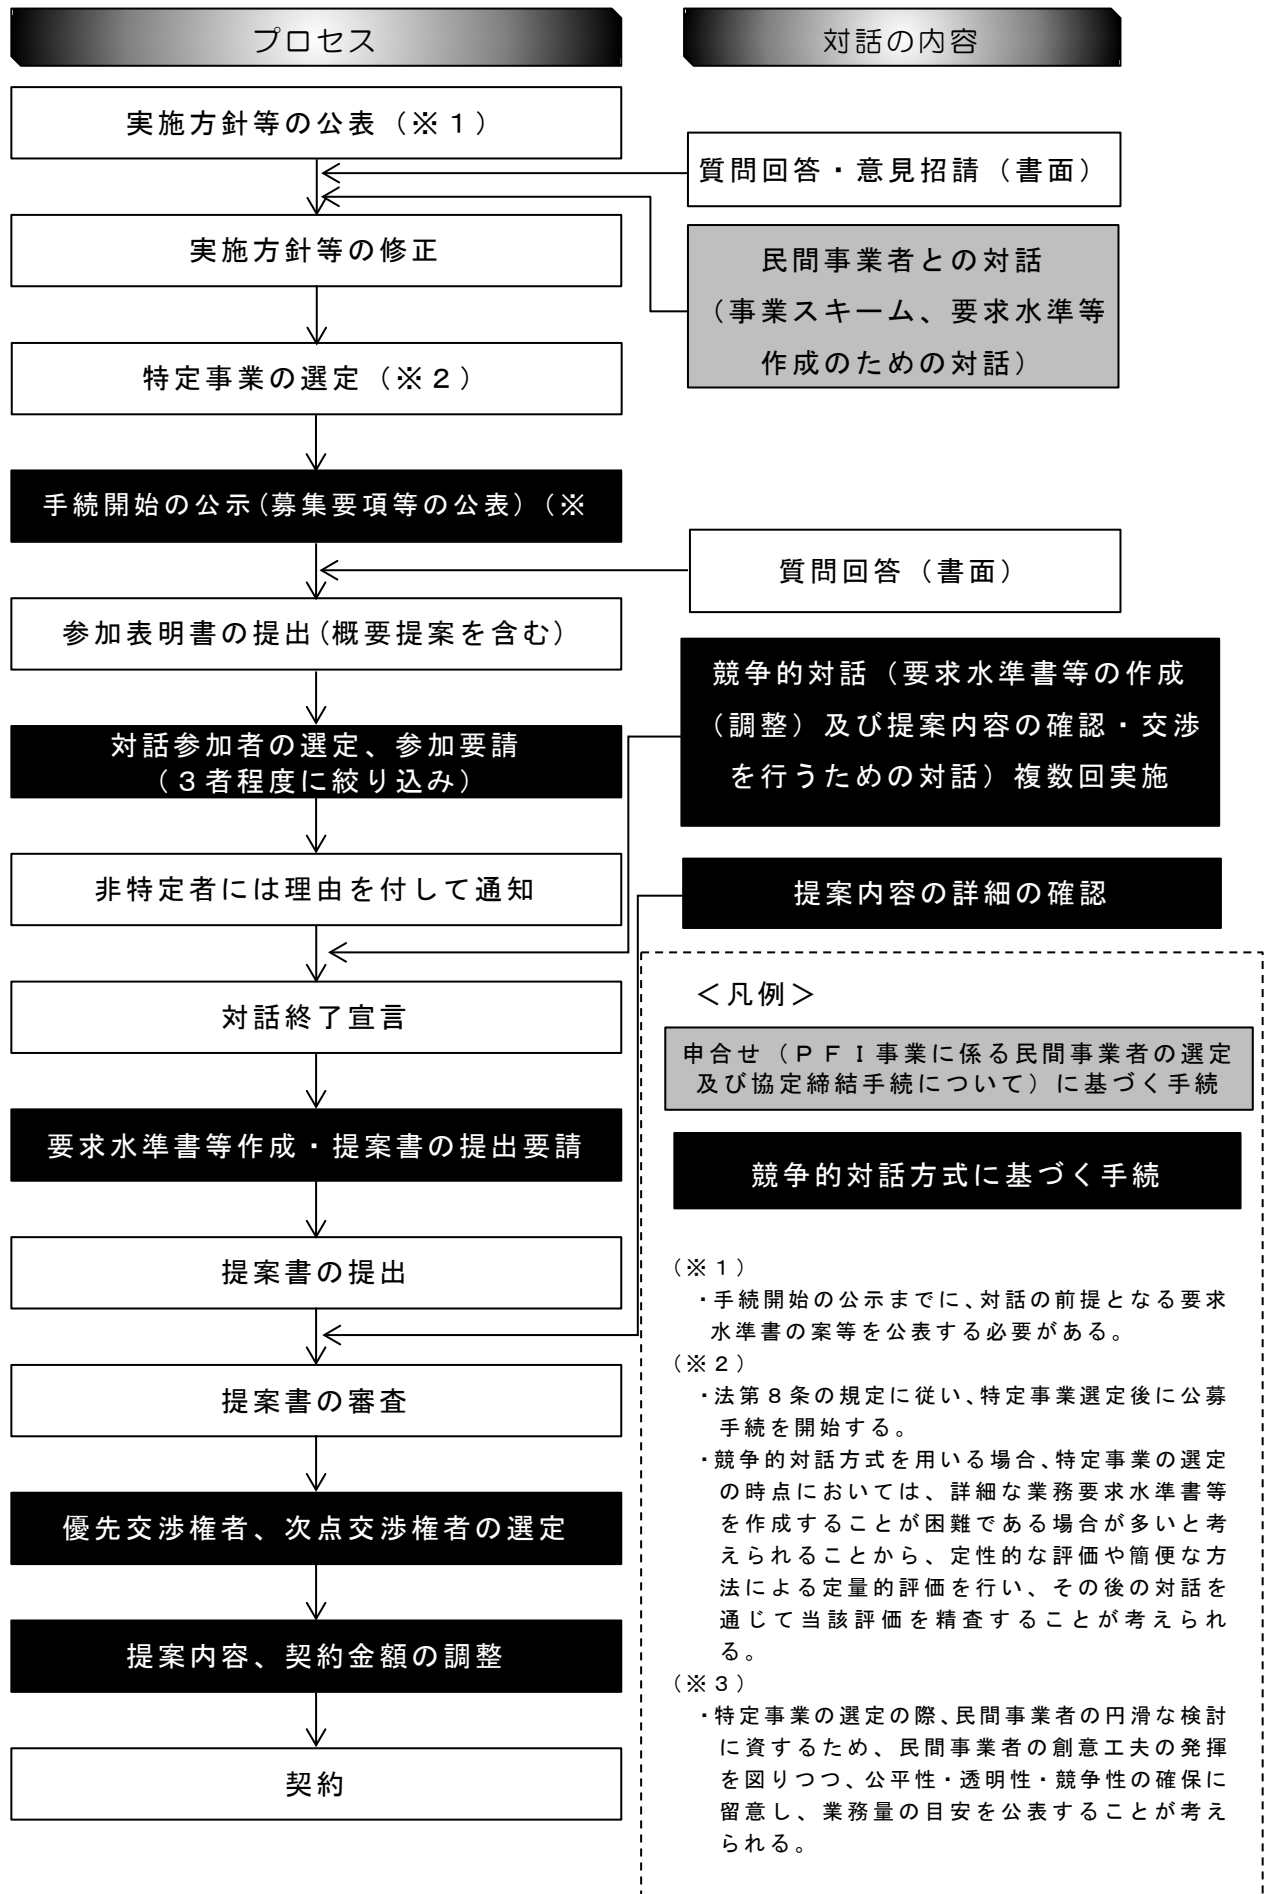 プロセス
対話の内容
実施方針等の公表（※１）
質問回答・意見招請（書面）
実施方針等の修正
民間事業者との対話
（事業スキーム、要求水準等
作成のための対話）
特定事業の選定（※２）
手続開始の公示(募集要項等の公表)（※
質問回答（書面）
参加表明書の提出(概要提案を含む)
競争的対話（要求水準書等の作成
（調整）及び提案内容の確認・交渉
を行うための対話）複数回実施
対話参加者の選定、参加要請
（３者程度に絞り込み）
非特定者には理由を付して通知
提案内容の詳細の確認
対話終了宣言
要求水準書等作成・提案書の提出要請
提案書の提出
提案書の審査
優先交渉権者、次点交渉権者の選定
提案内容、契約金額の調整
契約
＜凡例＞
申合せ（ＰＦＩ事業に係る民間事業者の選定
及び協定締結手続について）に基づく手続
競争的対話方式に基づく手続
（※１）
・手続開始の公示までに、対話の前提となる要求
水準書の案等を公表する必要がある。
（※２）
・法第８条の規定に従い、特定事業選定後に公募
手続を開始する。
・競争的対話方式を用いる場合、特定事業の選定
の時点においては、詳細な業務要求水準書等
を作成することが困難である場合が多いと考
えられることから、定性的な評価や簡便な方
法による定量的評価を行い、その後の対話を
通じて当該評価を精査することが考えられ
る。
（※３）
・特定事業の選定の際、民間事業者の円滑な検討
に資するため、民間事業者の創意工夫の発揮
を図りつつ、公平性・透明性・競争性の確保に
留意し、業務量の目安を公表することが考え
られる。